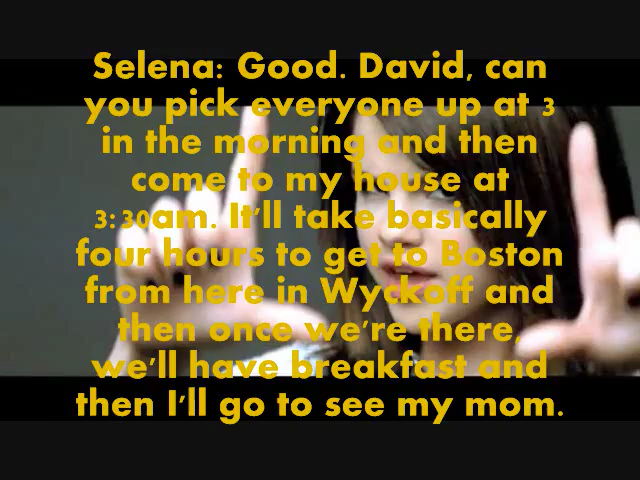 Selena: Good. David, can
you pick everyone up at 3
in the morning and then
come to my house at
3:30am. It'll take basically
four hours to get to Boston
from here in Wyckoff and
then once we're there,
we'll have breakfast and
then I'll go to see my mom.